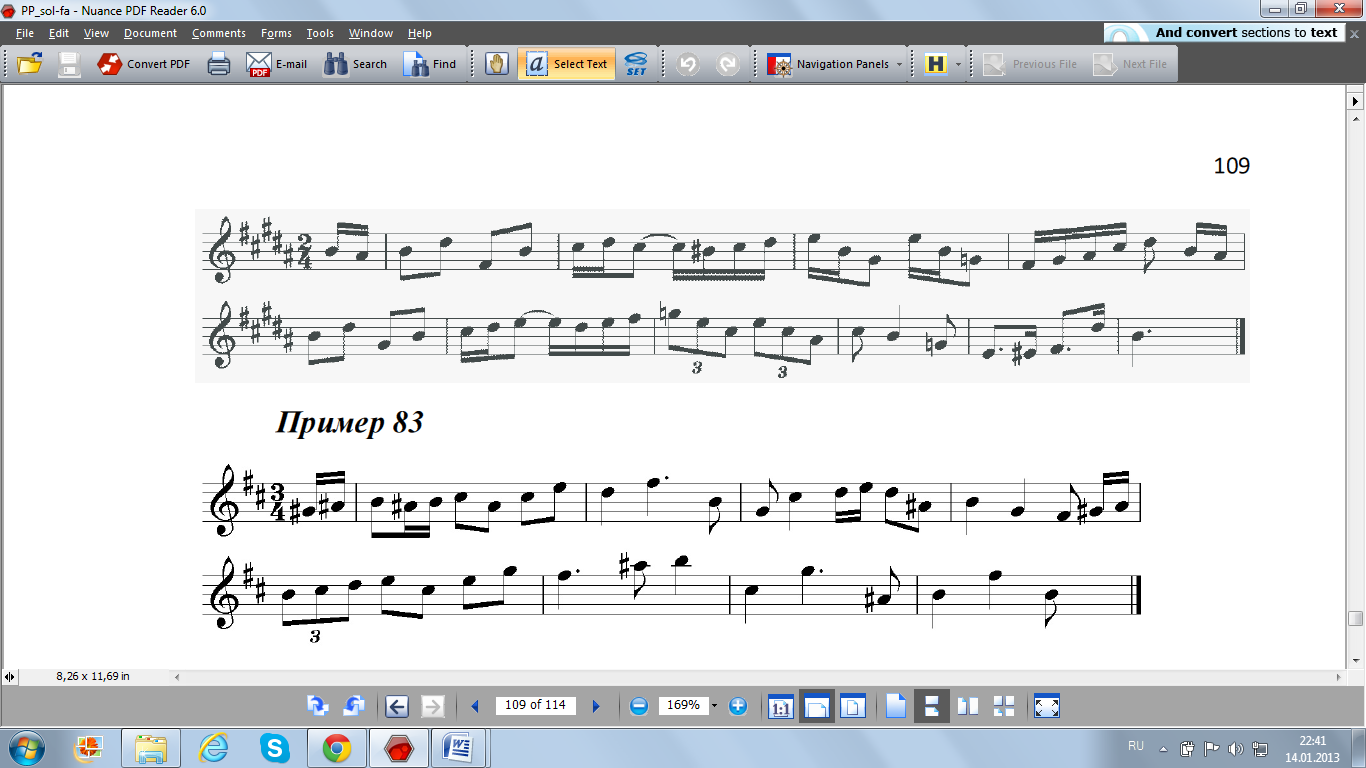 PP_sol-fa - Nuance PDF Reader 6.0
File Edit View Document Comments Forms Tools Window Help
And convert sections to text
Convert PDF E-mail Search Find Select Text SET Navigation Panels Previous File Next File
109
2
4
3
3
Пример 83
3
4
3
8,26 x 11,69 in
1:1 109 of 114 169%
RU 22:41
14.01.2013